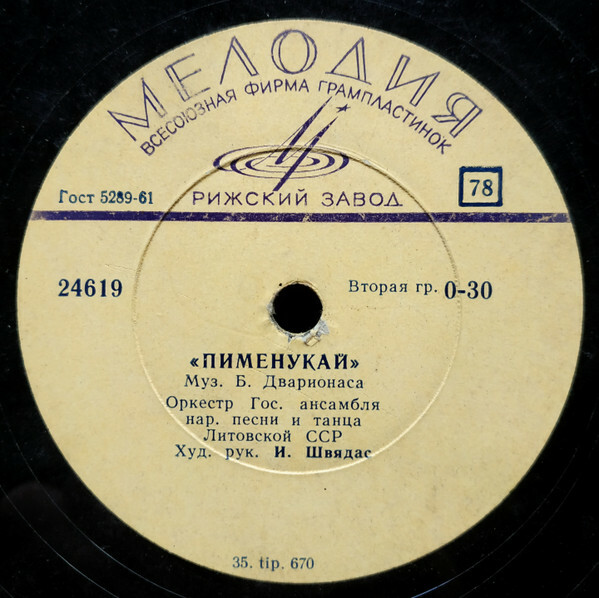 МЕЛОДИЯ
ВСЕСОЮЗНАЯ ФИРМА ГРАМПЛАСТИНОК
Гост 5289-61
РИЖСКИЙ ЗАВОД
78
24619
Вторая гр. 0-30
«ПИМЕНУКАЙ»
Муз. Б. Дварионаса
Оркестр Гос. ансамбля
нар. песни и танца
Литовской ССР
Худ. рук. И. Швядас
35. tip. 670